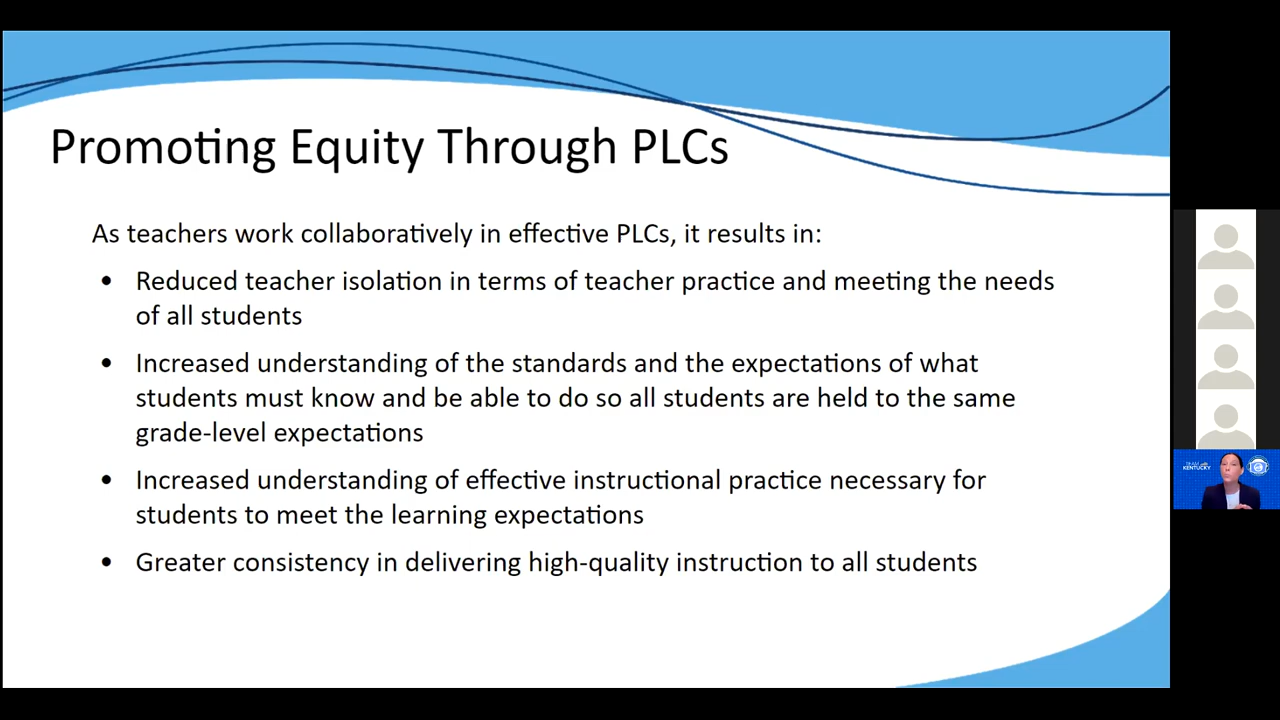 Promoting Equity Through PLCs
As teachers work collaboratively in effective PLCs, it results in:
• Reduced teacher isolation in terms of teacher practice and meeting the needs
of all students
• Increased understanding of the standards and the expectations of what
students must know and be able to do so all students are held to the same
grade-level expectations
• Increased understanding of effective instructional practice necessary for
students to meet the learning expectations
• Greater consistency in delivering high-quality instruction to all students
TEAM
KENTUCKY